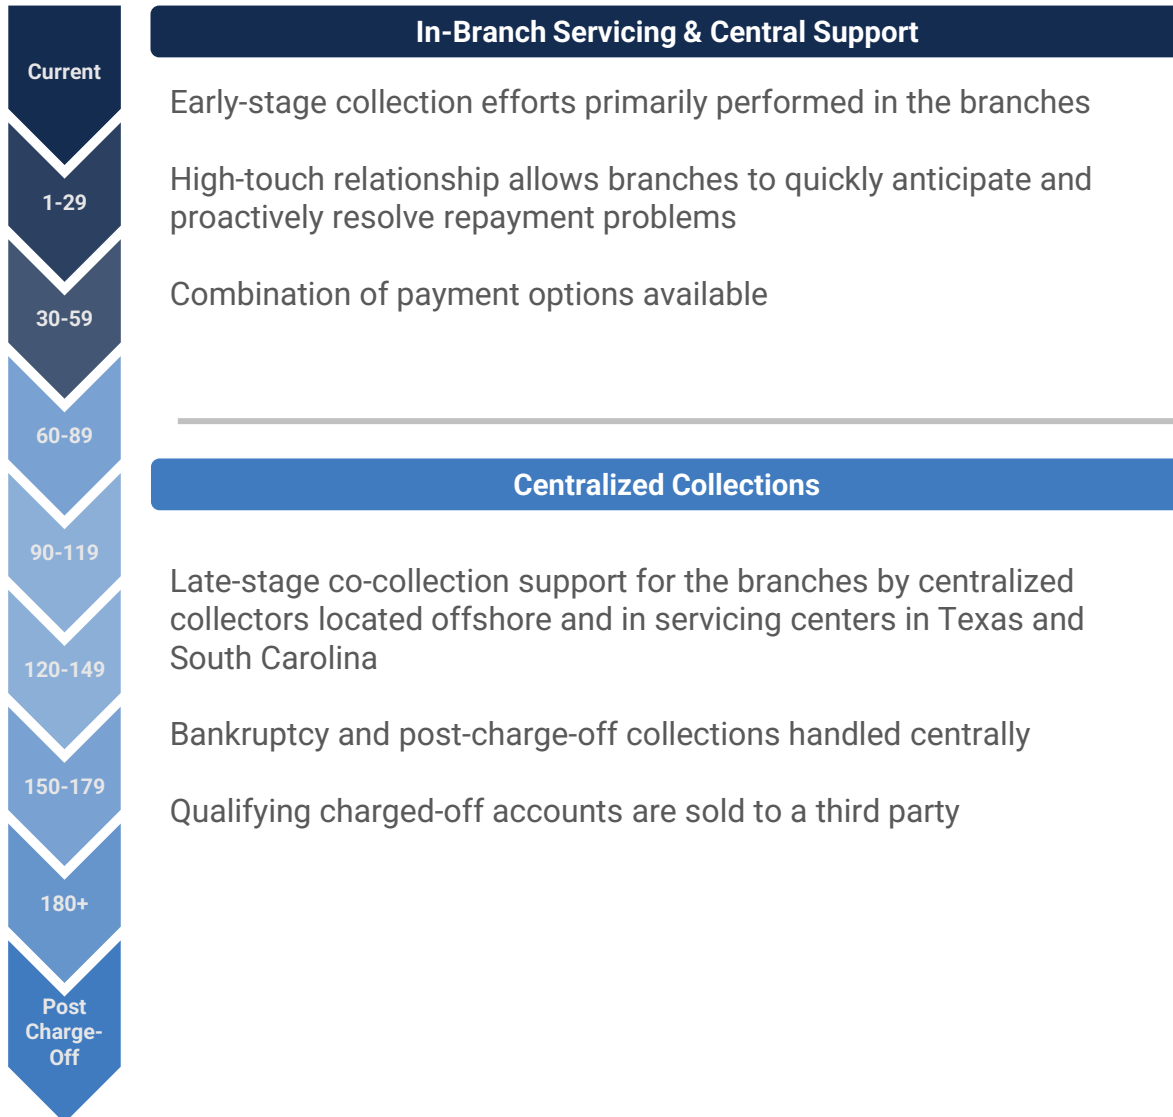 Current
1-29
30-59
60-89
90-119
120-149
150-179
180+
Post
Charge-
Off
In-Branch Servicing & Central Support
Early-stage collection efforts primarily performed in the branches
High-touch relationship allows branches to quickly anticipate and
proactively resolve repayment problems
Combination of payment options available
Centralized Collections
Late-stage co-collection support for the branches by centralized
collectors located offshore and in servicing centers in Texas and
South Carolina
Bankruptcy and post-charge-off collections handled centrally
Qualifying charged-off accounts are sold to a third party